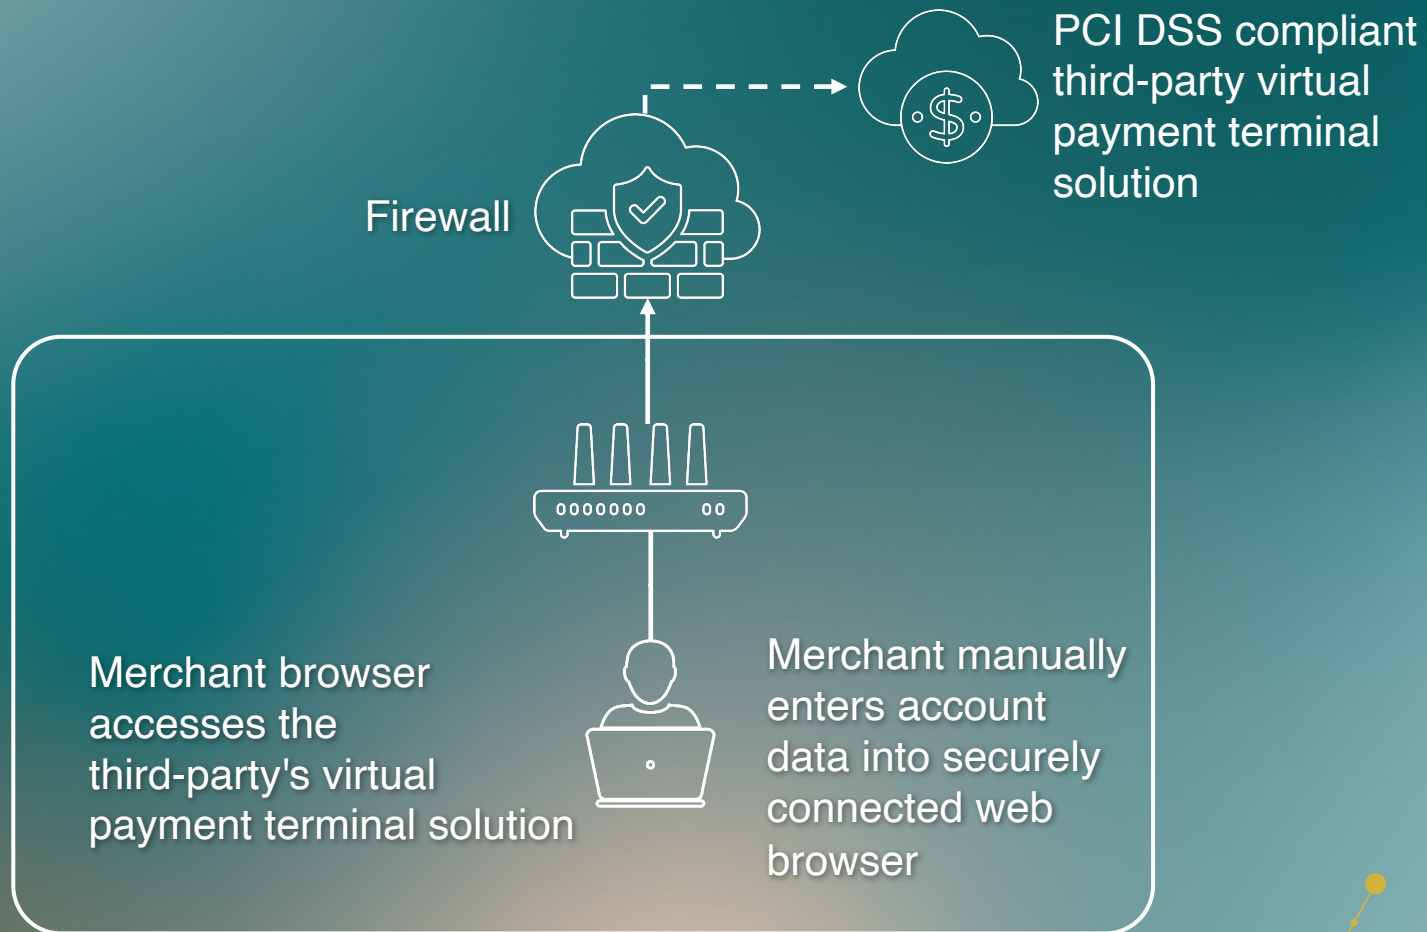 PCI DSS compliant
third-party virtual
payment terminal
solution
Firewall
Merchant browser
accesses the
third-party's virtual
payment terminal solution
Merchant manually
enters account
data into securely
connected web
browser